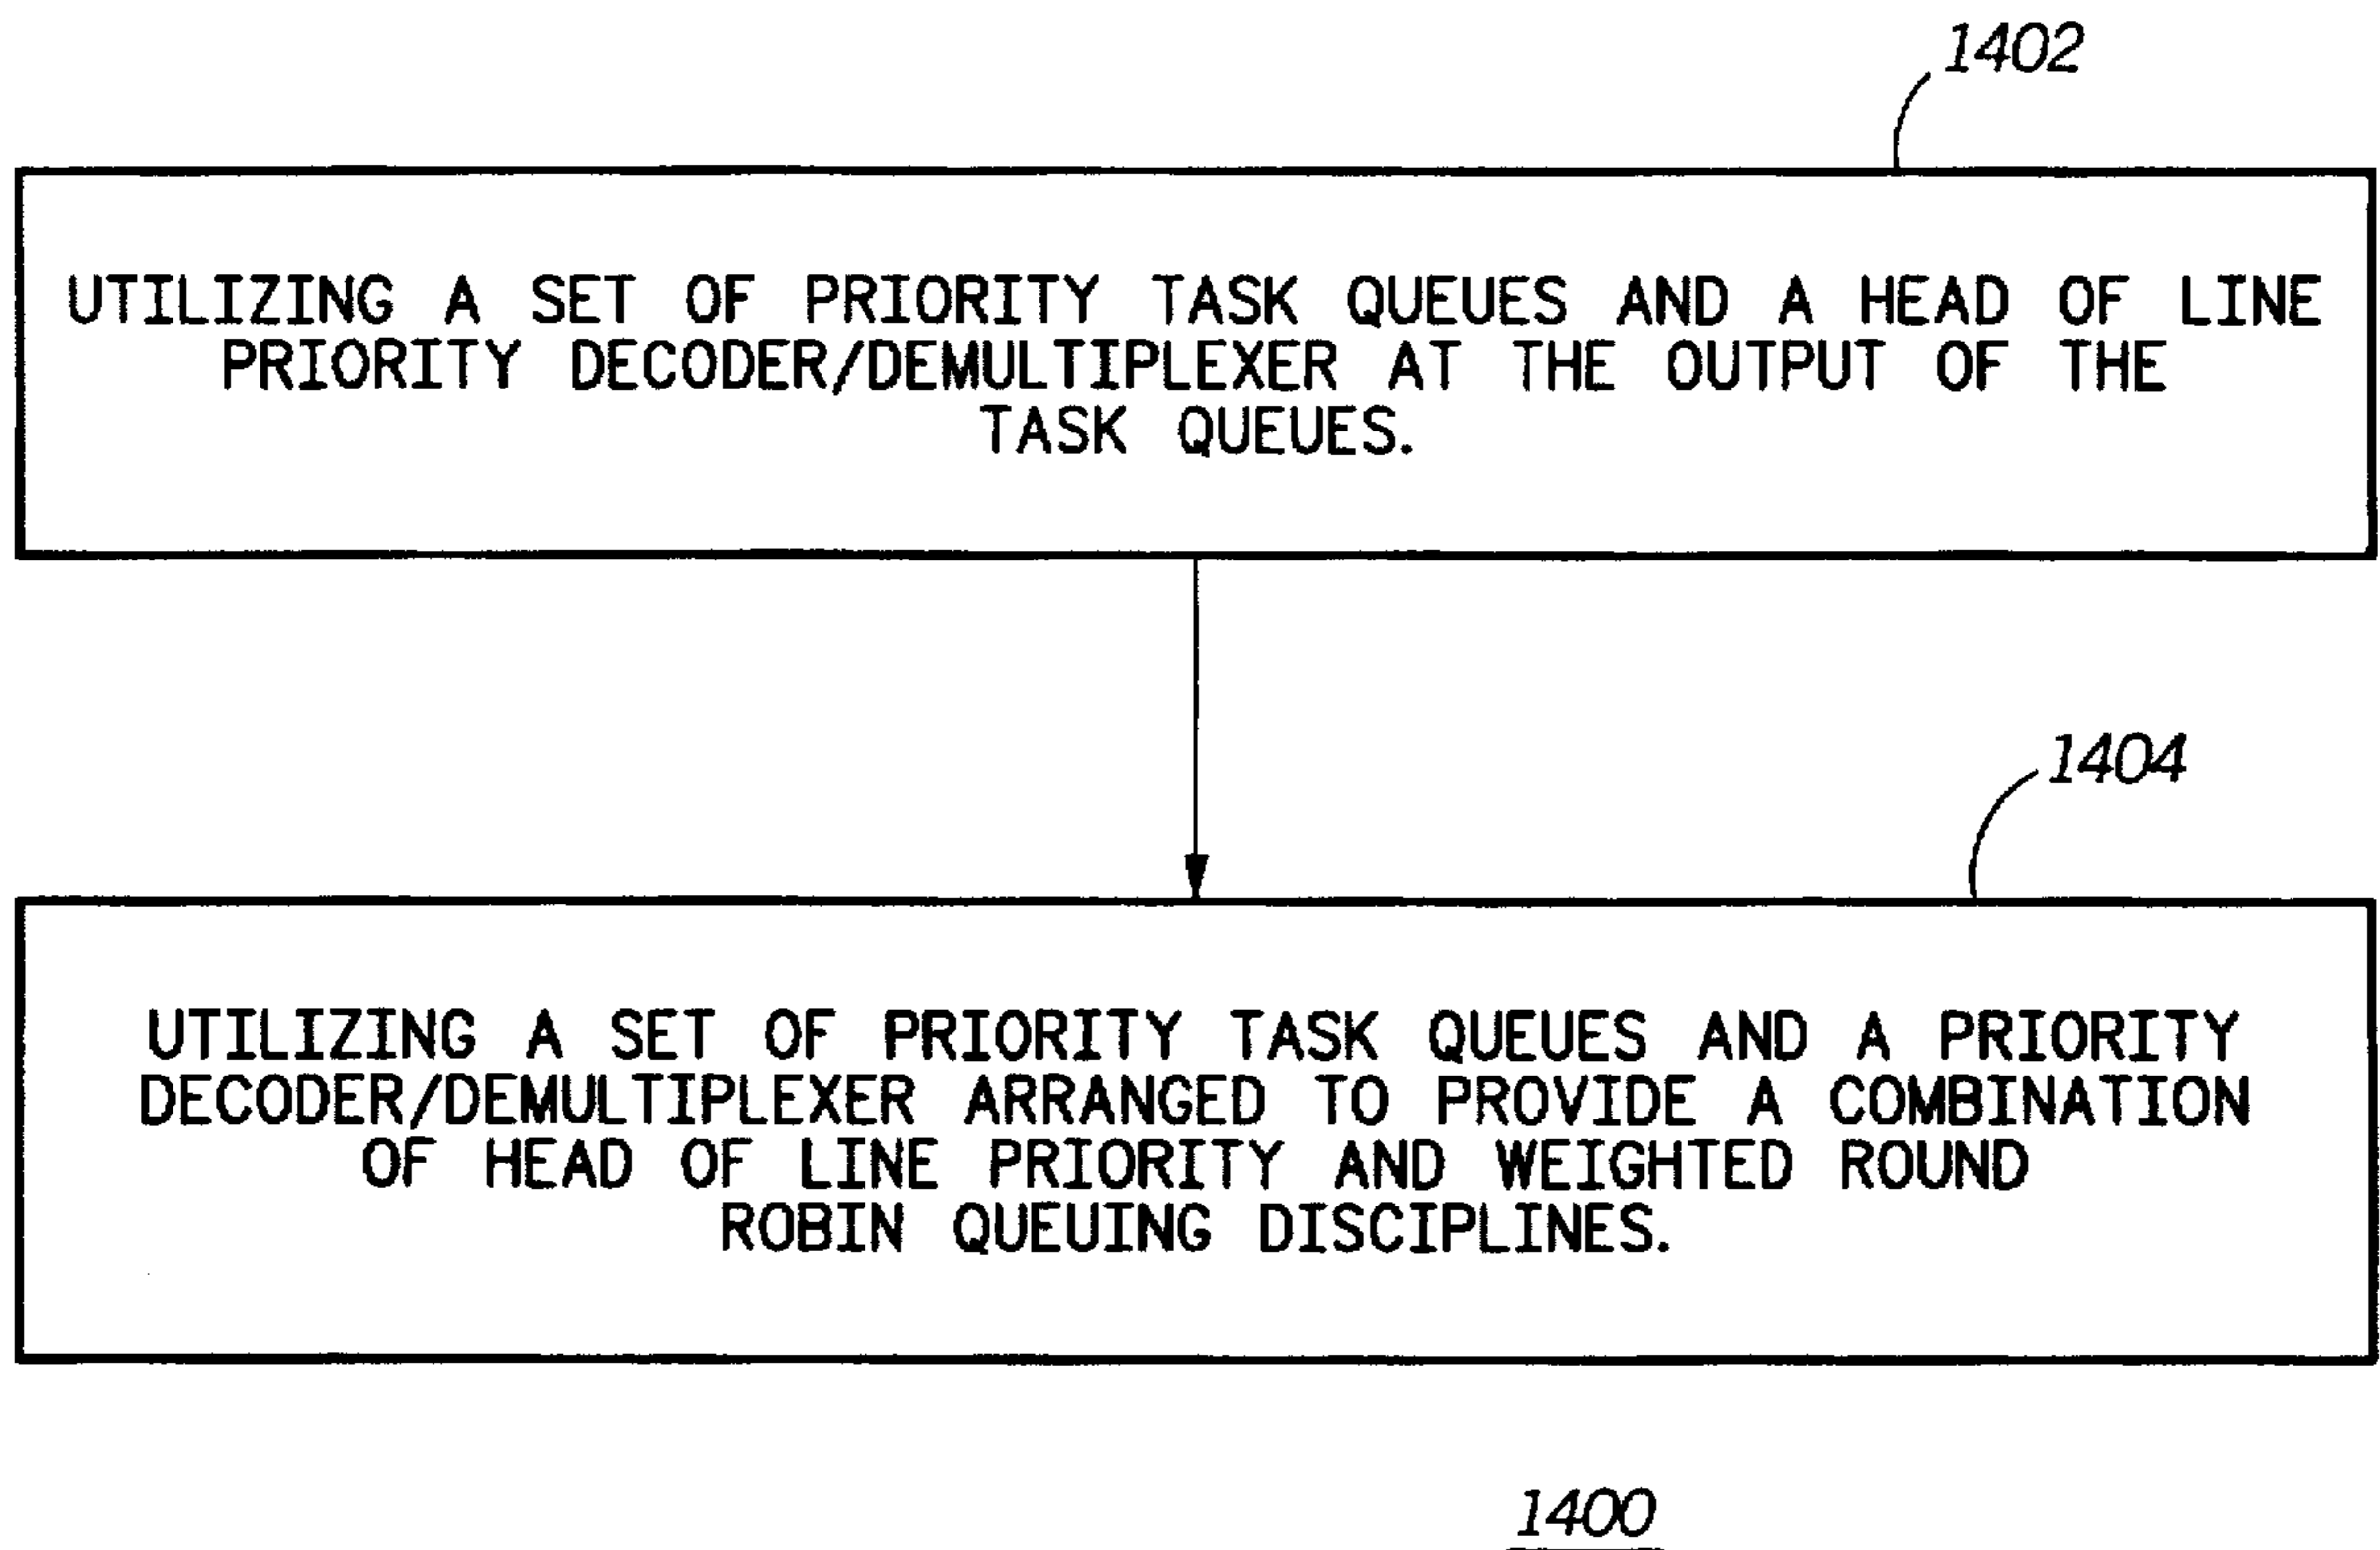 1402
UTILIZING A SET OF PRIORITY TASK QUEUES AND A HEAD OF LINE
PRIORITY DECODER/DEMULTIPLEXER AT THE OUTPUT OF THE
TASK QUEUES.
1404
UTILIZING A SET OF PRIORITY TASK QUEUES AND A PRIORITY
DECODER/DEMULTIPLEXER ARRANGED TO PROVIDE A COMBINATION
OF HEAD OF LINE PRIORITY AND WEIGHTED ROUND
ROBIN QUEUING DISCIPLINES.
1400